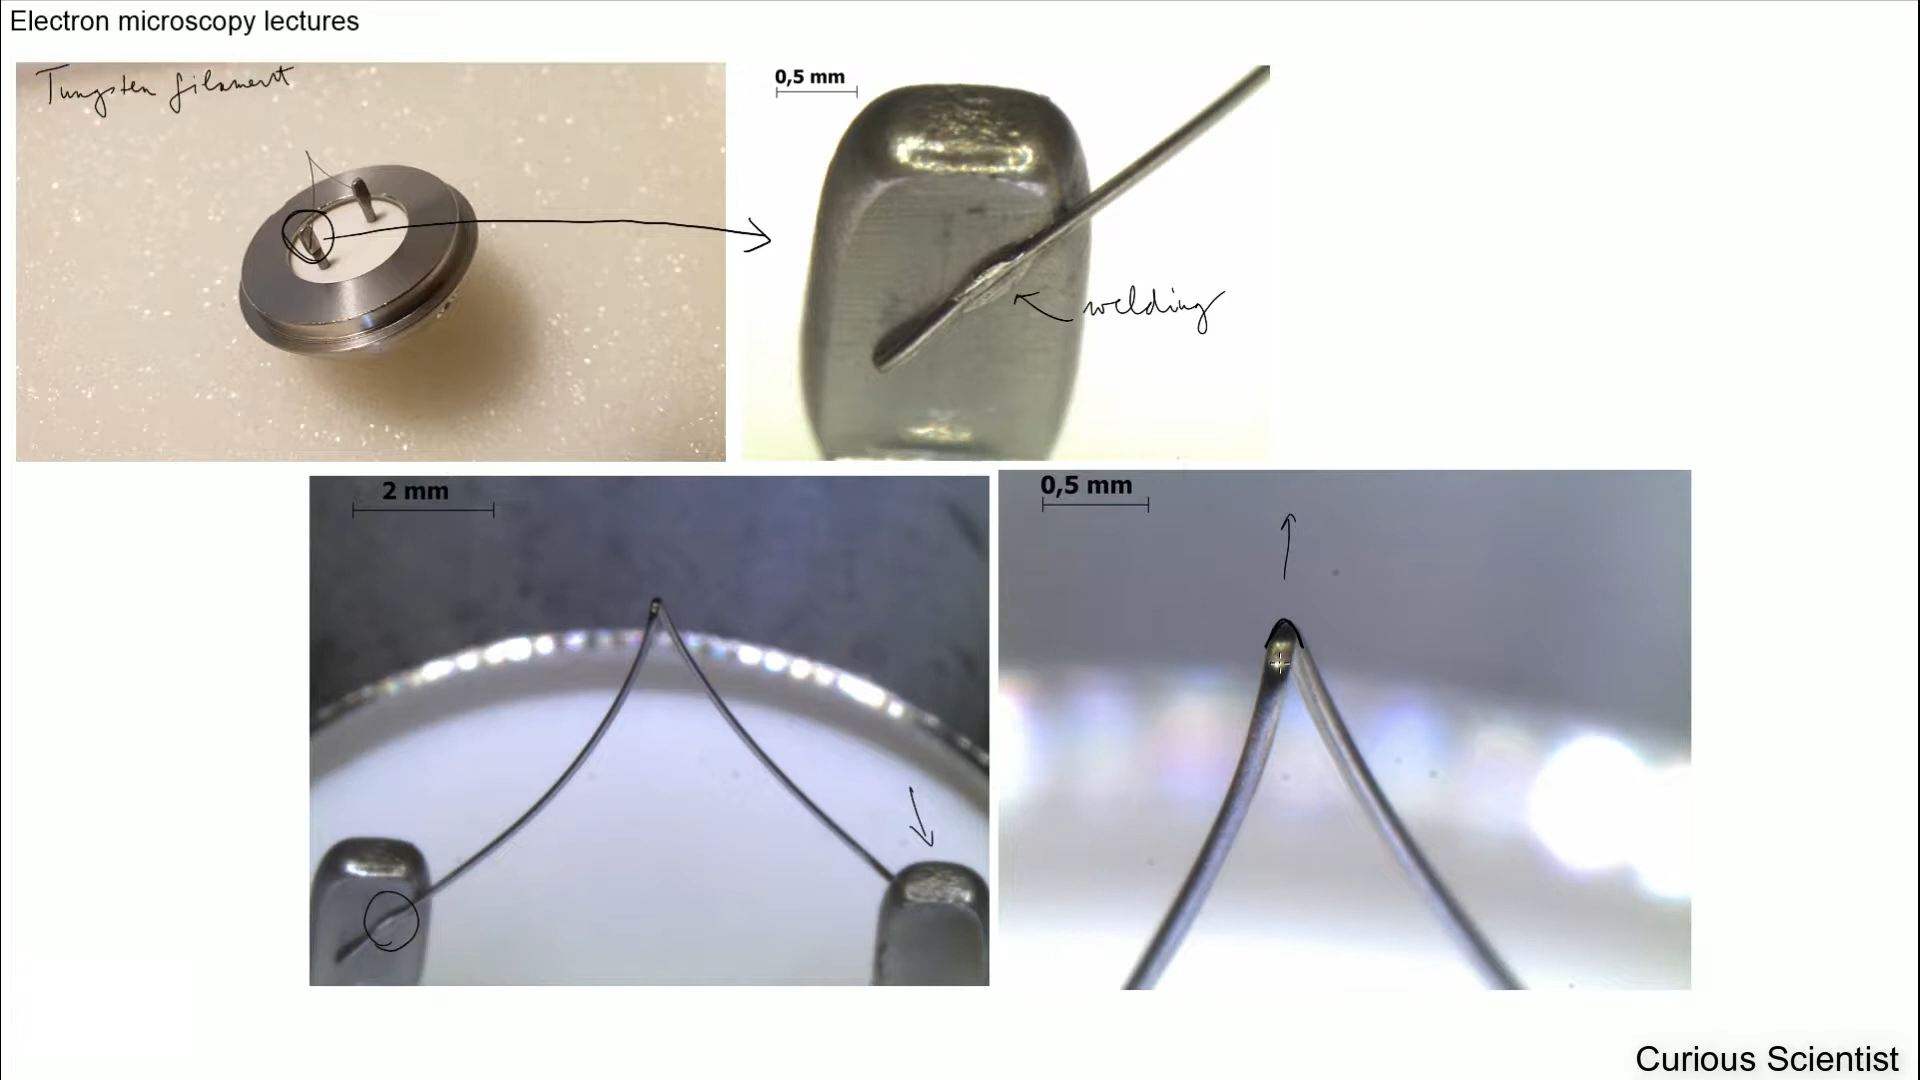 Electron microscopy lectures
Tungsten filament
0,5 mm
welding
2 mm
0,5 mm
Curious Scientist